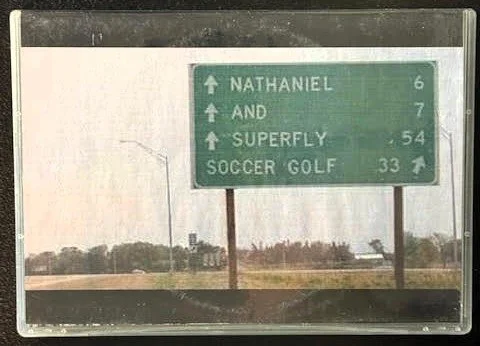 ↑ NATHANIEL 6
↑ AND 7
↑ SUPERFLY 54
SOCCER GOLF 33 ↗